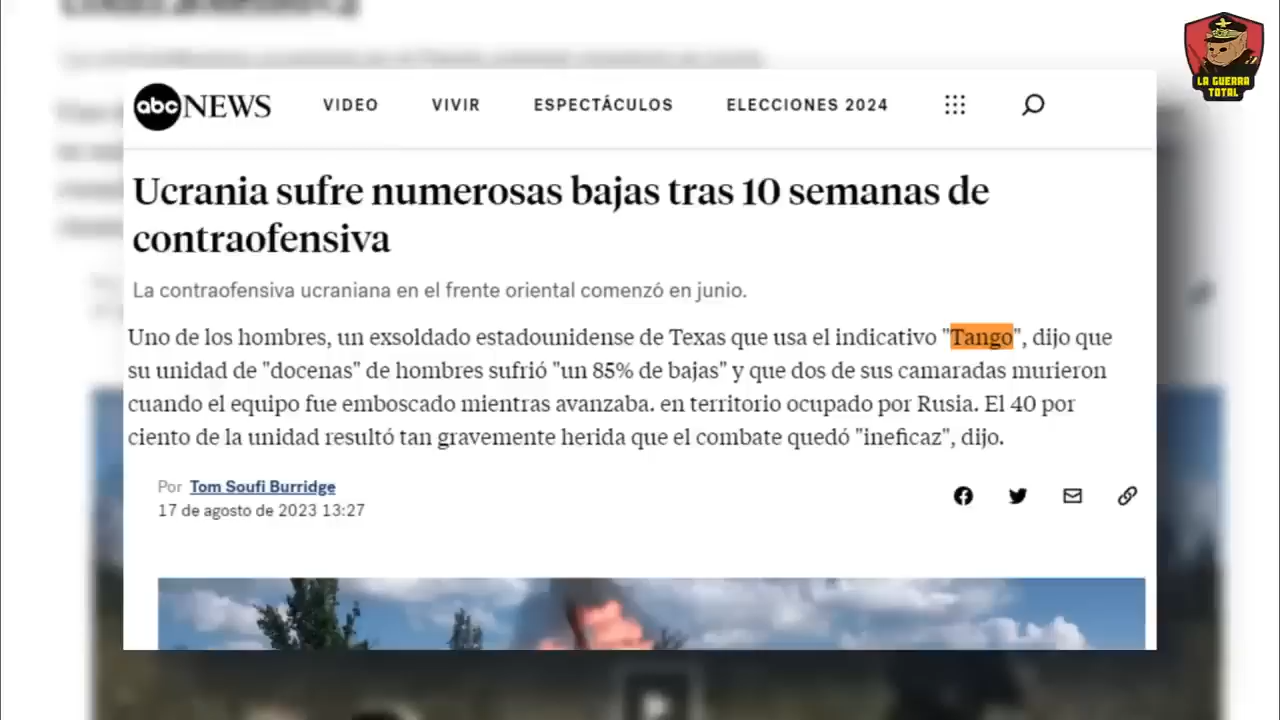 LA GUERRA
TOTAL
abc NEWS VIDEO VIVIR ESPECTÁCULOS ELECCIONES 2024
Ucrania sufre numerosas bajas tras 10 semanas de
contraofensiva
La contraofensiva ucraniana en el frente oriental comenzó en junio.
Uno de los hombres, un exsoldado estadounidense de Texas que usa el indicativo "Tango", dijo que
su unidad de "docenas" de hombres sufrió "un 85% de bajas" y que dos de sus camaradas murieron
cuando el equipo fue emboscado mientras avanzaba. en territorio ocupado por Rusia. El 40 por
ciento de la unidad resultó tan gravemente herida que el combate quedó "ineficaz", dijo.
Por Tom Soufi Burridge
17 de agosto de 2023 13:27